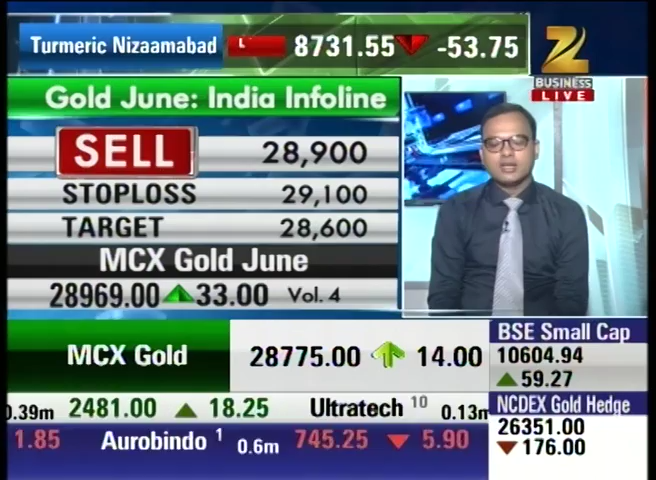 Turmeric Nizaamabad 8731.55 -53.75
Z
BUSINESS
LIVE
Gold June: India Infoline
SELL 28,900
STOPLOSS 29,100
TARGET 28,600
MCX Gold June
28969.00 33.00 Vol. 4
MCX Gold 28775.00 14.00
BSE Small Cap
10604.94
59.27
NCDEX Gold Hedge
26351.00
176.00
0.39m 2481.00 18.25 Ultratech 10 0.13m
1.85 Aurobindo 1 0.6m 745.25 5.90